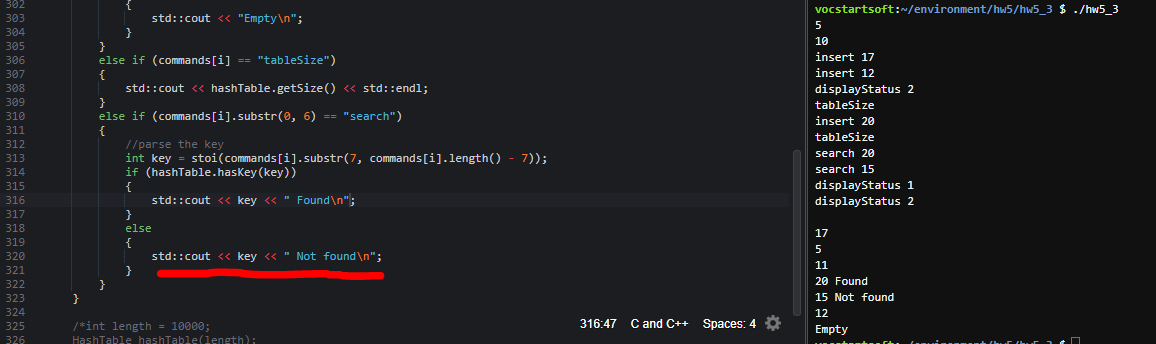 302 {
303 std::cout << "Empty\n";
304 }
305 }
306 else if (commands[i] == "tableSize")
307 {
308 std::cout << hashTable.getSize() << std::endl;
309 }
310 else if (commands[i].substr(0, 6) == "search")
311 {
312 //parse the key
313 int key = stoi(commands[i].substr(7, commands[i].length() - 7));
314 if (hashTable.hasKey(key))
315 {
316 std::cout << key << " Found\n";
317 }
318 else
319 {
320 std::cout << key << " Not found\n";
321 }
322 }
323 }
324
325 /*int length = 10000;
326 HashTable hashTable(length);
316:47 C and C++ Spaces: 4
vocstartsoft:~/environment/hw5/hw5_3 $ ./hw5_3
5
10
insert 17
insert 12
displayStatus 2
tableSize
insert 20
tableSize
search 20
search 15
displayStatus 1
displayStatus 2

17
5
11
20 Found
15 Not found
12
Empty
vocstartsoft:~/environment/hw5/hw5_3 $